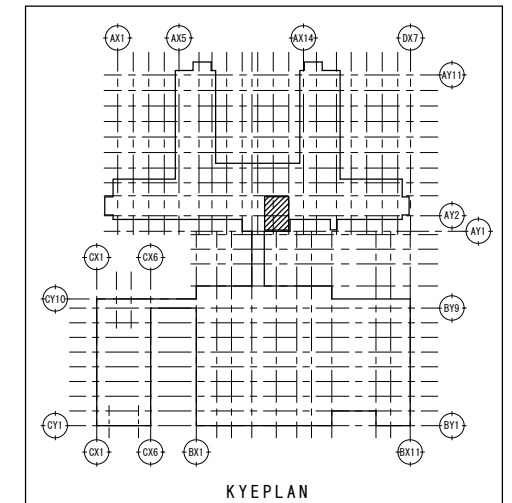 AX1 AX5 AX14 DX7
AY11
AY2
AY1
CX1 CX6
CY10
BY9
CY1
BY1
CX1 CX6 BX1 BX11
KYEPLAN